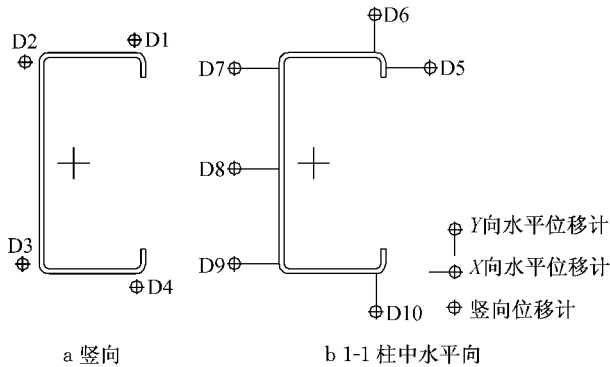 D1
D2
D3
D4
a 竖向
D6
D7
D5
D8
D9
D10
b 1-1 柱中水平向
Y向水平位移计
X向水平位移计
竖向位移计